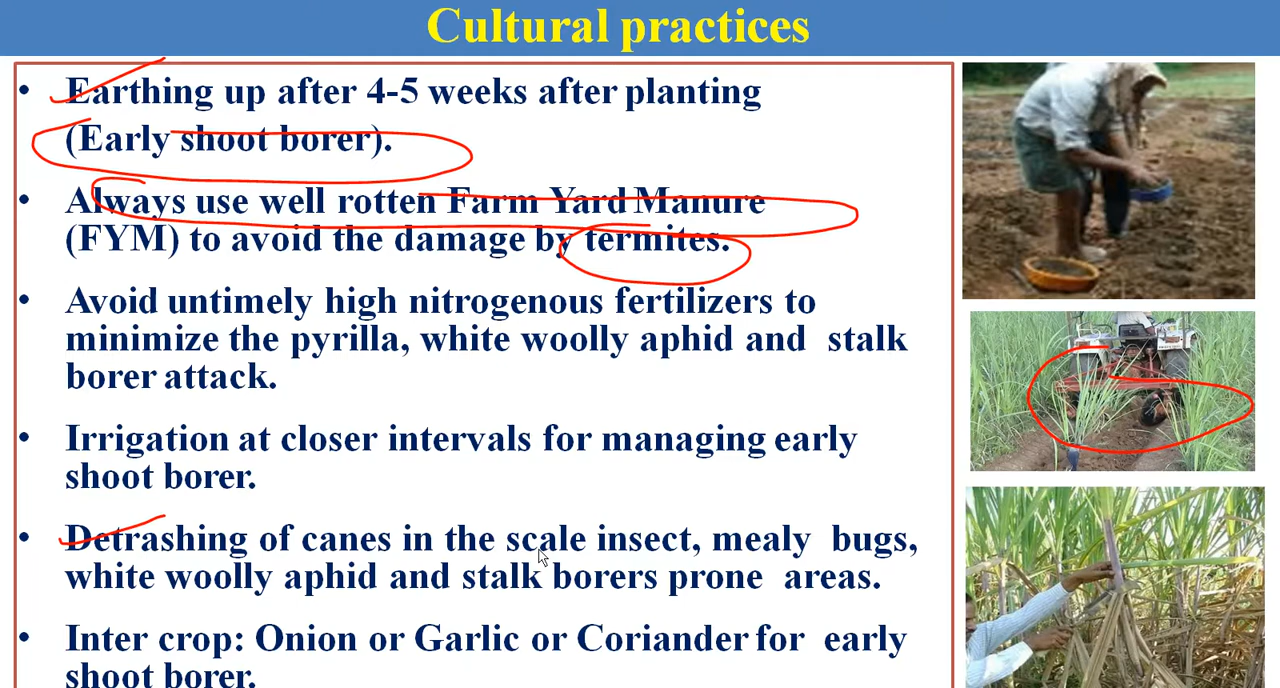 Cultural practices
• Earthing up after 4-5 weeks after planting
(Early shoot borer).
• Always use well rotten Farm Yard Manure
(FYM) to avoid the damage by termites.
• Avoid untimely high nitrogenous fertilizers to
minimize the pyrilla, white woolly aphid and stalk
borer attack.
• Irrigation at closer intervals for managing early
shoot borer.
• Detrashing of canes in the scale insect, mealy bugs,
white woolly aphid and stalk borers prone areas.
• Inter crop: Onion or Garlic or Coriander for early
shoot borer.